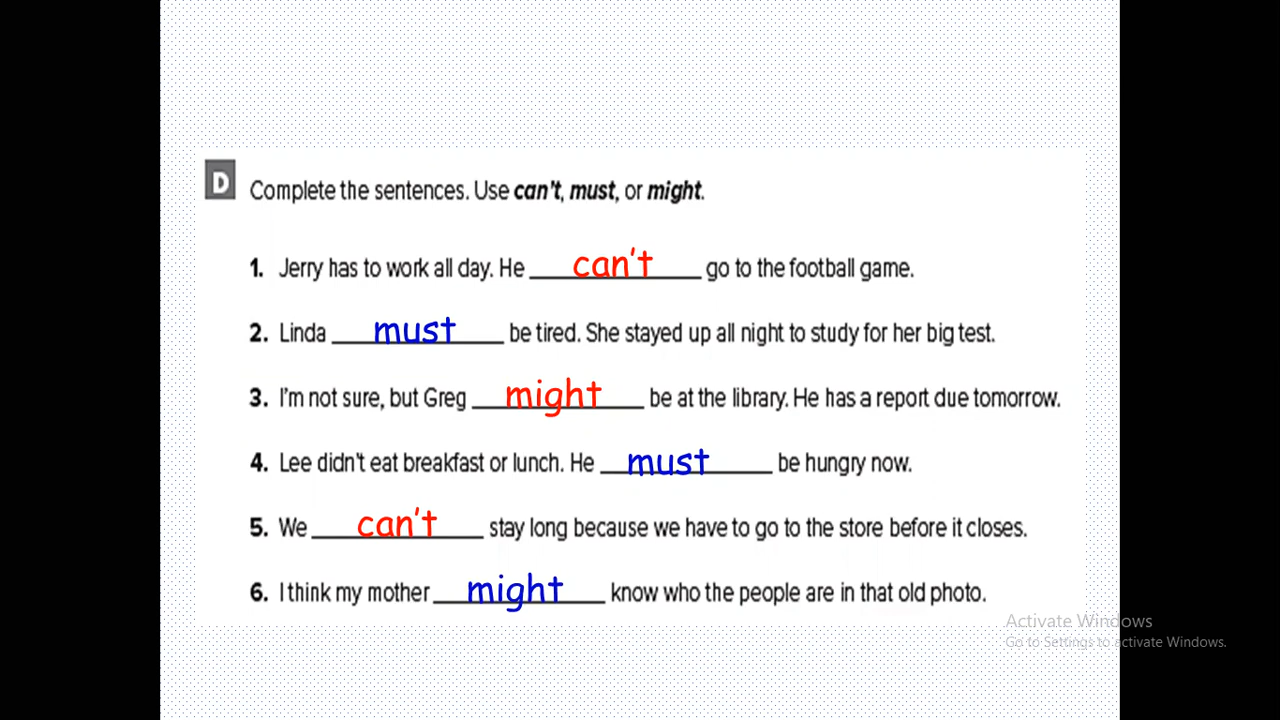 D Complete the sentences. Use can't, must, or might.
1. Jerry has to work all day. He can't go to the football game.
2. Linda must be tired. She stayed up all night to study for her big test.
3. I'm not sure, but Greg might be at the library. He has a report due tomorrow.
4. Lee didn't eat breakfast or lunch. He must be hungry now.
5. We can't stay long because we have to go to the store before it closes.
6. I think my mother might know who the people are in that old photo.
Activate Windows
Go to Settings to activate Windows.